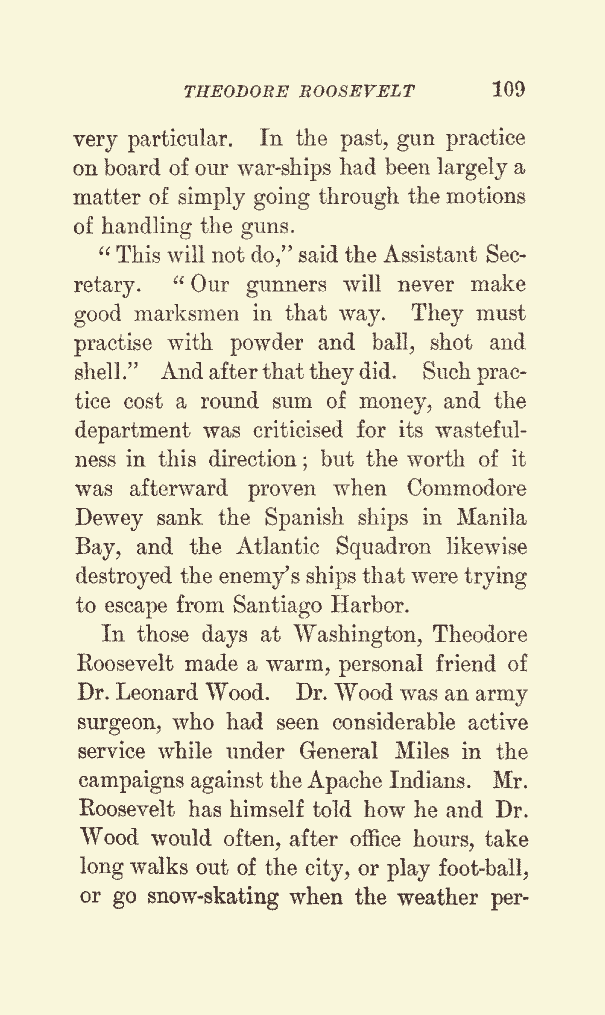 THEODORE ROOSEVELT 109
very particular. In the past, gun practice
on board of our war-ships had been largely a
matter of simply going through the motions
of handling the guns.
“This will not do,” said the Assistant Sec-
retary. “Our gunners will never make
good marksmen in that way. They must
practise with powder and ball, shot and
shell.” And after that they did. Such prac-
tice cost a round sum of money, and the
department was criticised for its wasteful-
ness in this direction; but the worth of it
was afterward proven when Commodore
Dewey sank the Spanish ships in Manila
Bay, and the Atlantic Squadron likewise
destroyed the enemy’s ships that were trying
to escape from Santiago Harbor.
In those days at Washington, Theodore
Roosevelt made a warm, personal friend of
Dr. Leonard Wood. Dr. Wood was an army
surgeon, who had seen considerable active
service while under General Miles in the
campaigns against the Apache Indians. Mr.
Roosevelt has himself told how he and Dr.
Wood would often, after office hours, take
long walks out of the city, or play foot-ball,
or go snow-skating when the weather per-